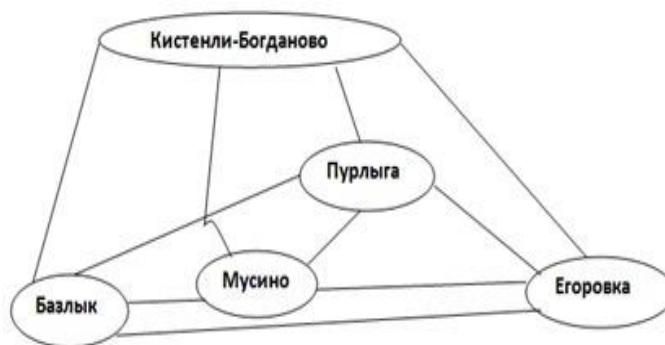 Кистенли-Богданово
Пурлыга
Мусино
Базлык
Егоровка